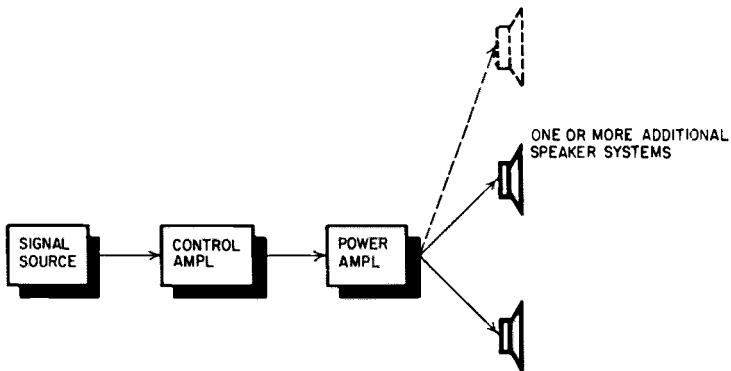 ONE OR MORE ADDITIONAL
SPEAKER SYSTEMS
SIGNAL
SOURCE
CONTROL
AMPL
POWER
AMPL